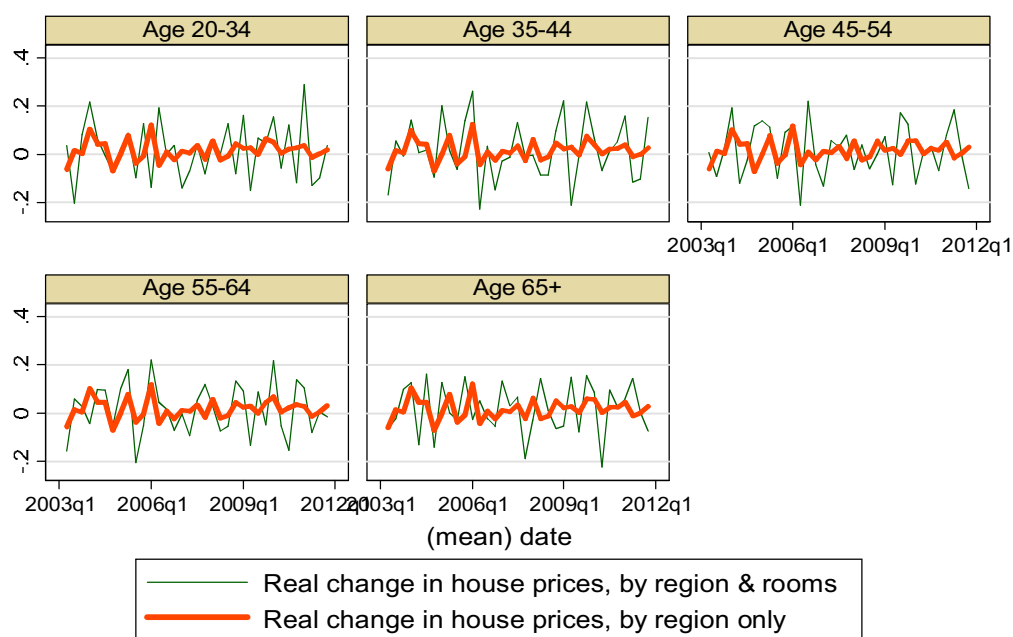 Age 20-34
Age 35-44
Age 45-54
.4
.2
0
-.2
2003q1
2006q1
2009q1
2012q1
Age 55-64
Age 65+
.4
.2
0
-.2
2003q1
2006q1
2009q1
2012q1
2003q1
2006q1
2009q1
2012q1
(mean) date
Real change in house prices, by region & rooms
Real change in house prices, by region only